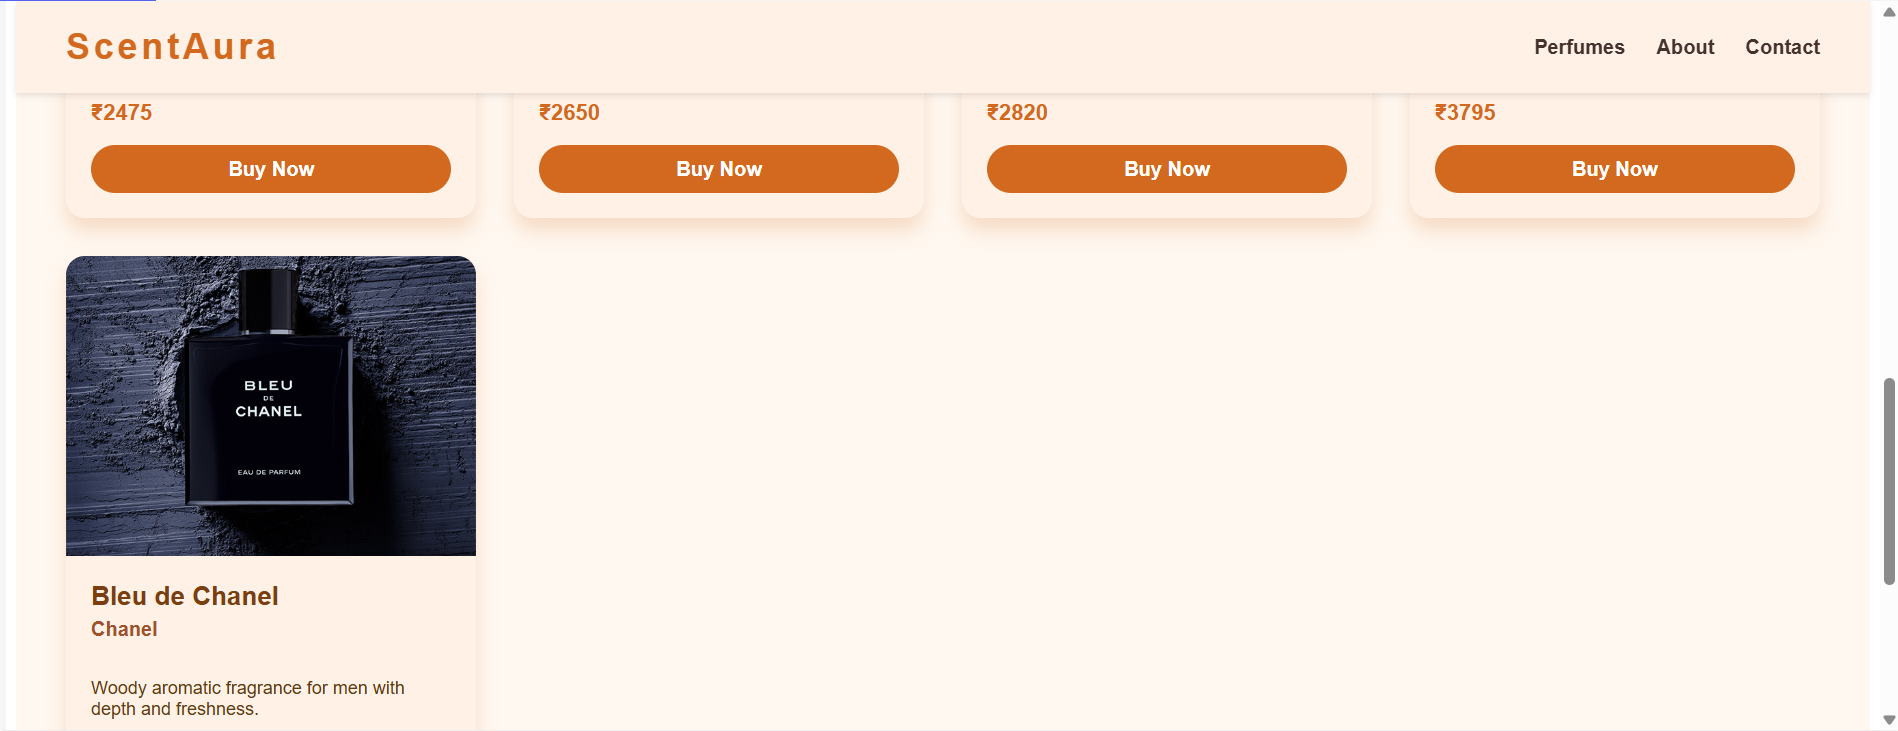 ScentAura
Perfumes About Contact
₹2475 ₹2650 ₹2820 ₹3795
Buy Now Buy Now Buy Now Buy Now
BLEU
DE
CHANEL
EAU DE PARFUM
Bleu de Chanel
Chanel
Woody aromatic fragrance for men with
depth and freshness.